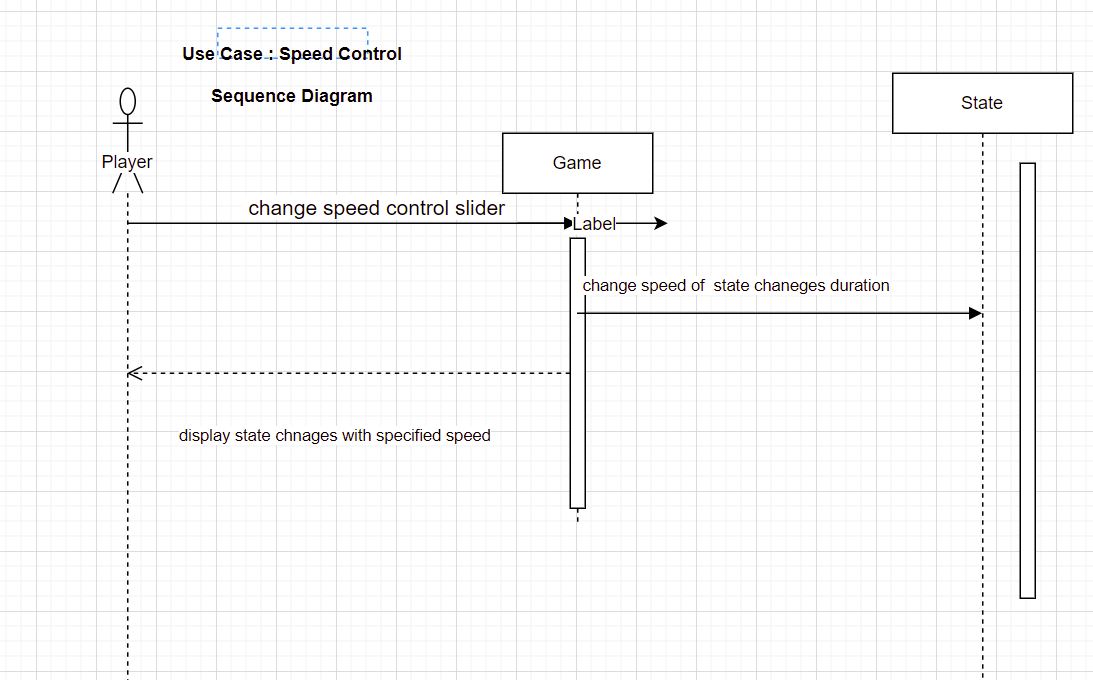 Use Case : Speed Control
Sequence Diagram
State
Player
Game
change speed control slider
Label
change speed of  state chaneges duration
display state chnages with specified speed